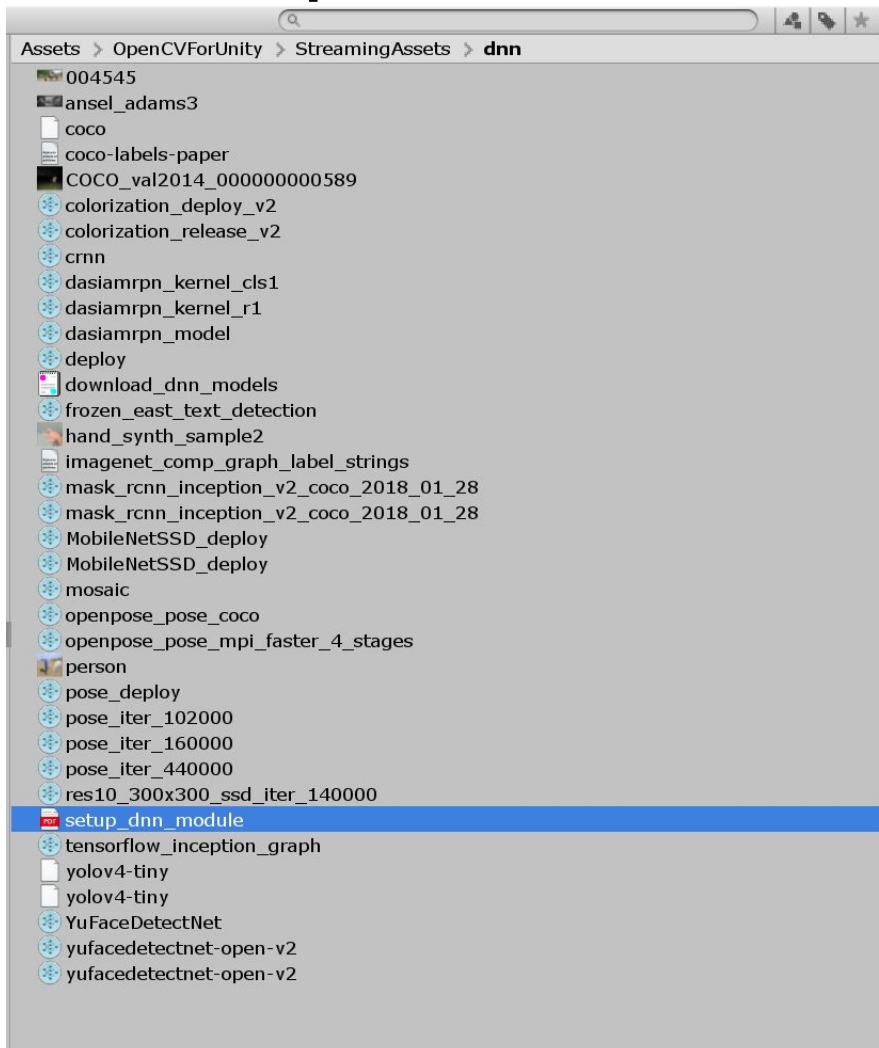 Assets > OpenCVForUnity > StreamingAssets > dnn
004545
ansel_adams3
coco
coco-labels-paper
COCO_val2014_000000000589
colorization_deploy_v2
colorization_release_v2
crnn
dasiamrpn_kernel_cls1
dasiamrpn_kernel_r1
dasiamrpn_model
deploy
download_dnn_models
frozen_east_text_detection
hand_synth_sample2
imagenet_comp_graph_label_strings
mask_rcnn_inception_v2_coco_2018_01_28
mask_rcnn_inception_v2_coco_2018_01_28
MobileNetSSD_deploy
MobileNetSSD_deploy
mosaic
openpose_pose_coco
openpose_pose_mpi_faster_4_stages
person
pose_deploy
pose_iter_102000
pose_iter_160000
pose_iter_440000
res10_300x300_ssd_iter_140000
PDF setup_dnn_module
tensorflow_inception_graph
yolov4-tiny
yolov4-tiny
YuFaceDetectNet
yufacedetectnet-open-v2
yufacedetectnet-open-v2